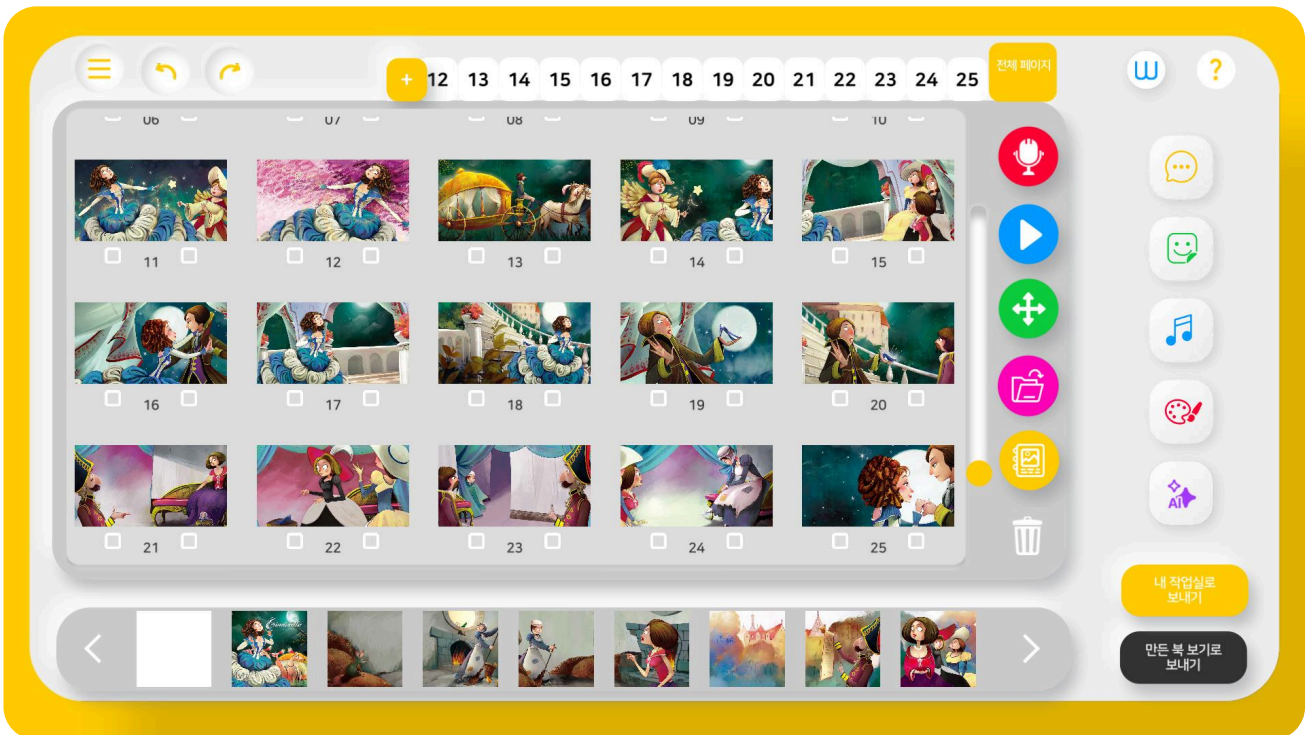 + 12 13 14 15 16 17 18 19 20 21 22 23 24 25 전체 페이지
W ?
06 07 08 09 10
11 12 13 14 15
16 17 18 19 20
21 22 23 24 25
AI
내 작업실로
보내기
Cinderella
만든 북 보기로
보내기